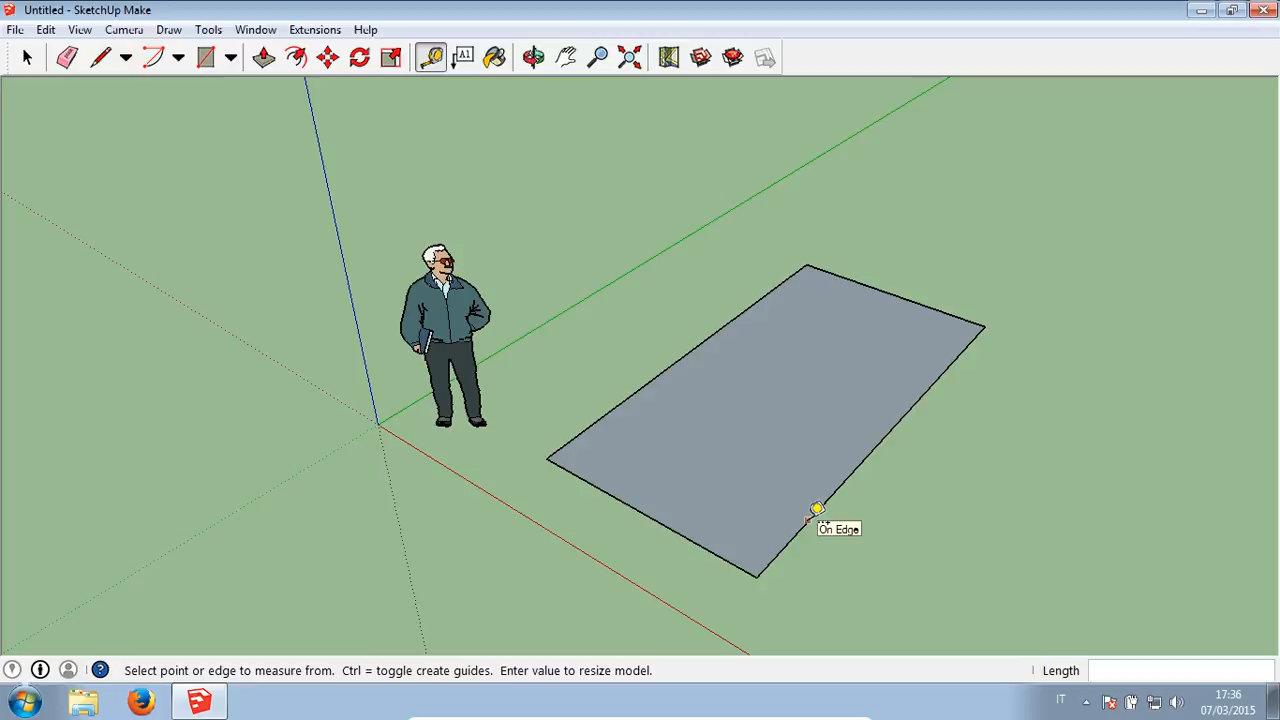 Untitled - SketchUp Make
File Edit View Camera Draw Tools Window Extensions Help
A1
On Edge
Select point or edge to measure from. Ctrl = toggle create guides. Enter value to resize model.
Length
IT
17:36
07/03/2015